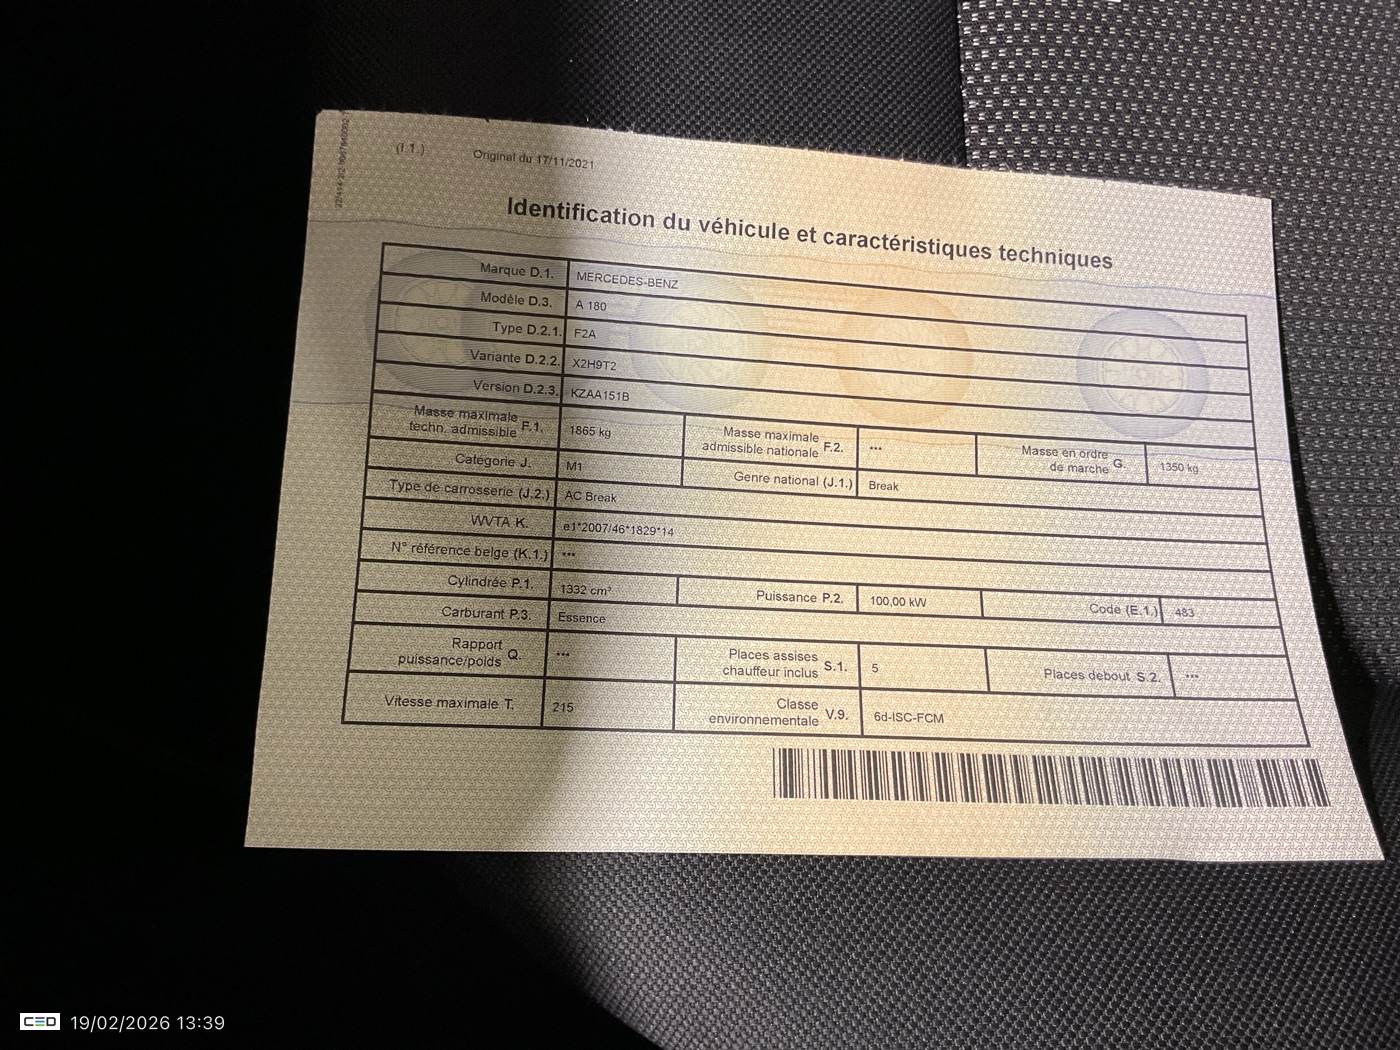 (I.1.) Original du 17/11/2021
Identification du véhicule et caractéristiques techniques
Marque D.1. MERCEDES-BENZ
Modèle D.3. A 180
Type D.2.1. F2A
Variante D.2.2. X2H9T2
Version D.2.3. KZAA151B
Masse maximale techn. admissible F.1. 1865 kg Masse maximale admissible nationale F.2. *** Masse en ordre de marche G. 1350 kg
Catégorie J. M1 Genre national (J.1.) Break
Type de carrosserie (J.2.) AC Break
WVTA K. e1*2007/46*1829*14
N° référence belge (K.1.) ***
Cylindrée P.1. 1332 cm³ Puissance P.2. 100,00 kW Code (E.1.) 483
Carburant P.3. Essence
Rapport puissance/poids Q. *** Places assises chauffeur inclus S.1. 5 Places debout S.2. ***
Vitesse maximale T. 215 Classe environnementale V.9. 6d-ISC-FCM
CED 19/02/2026 13:39